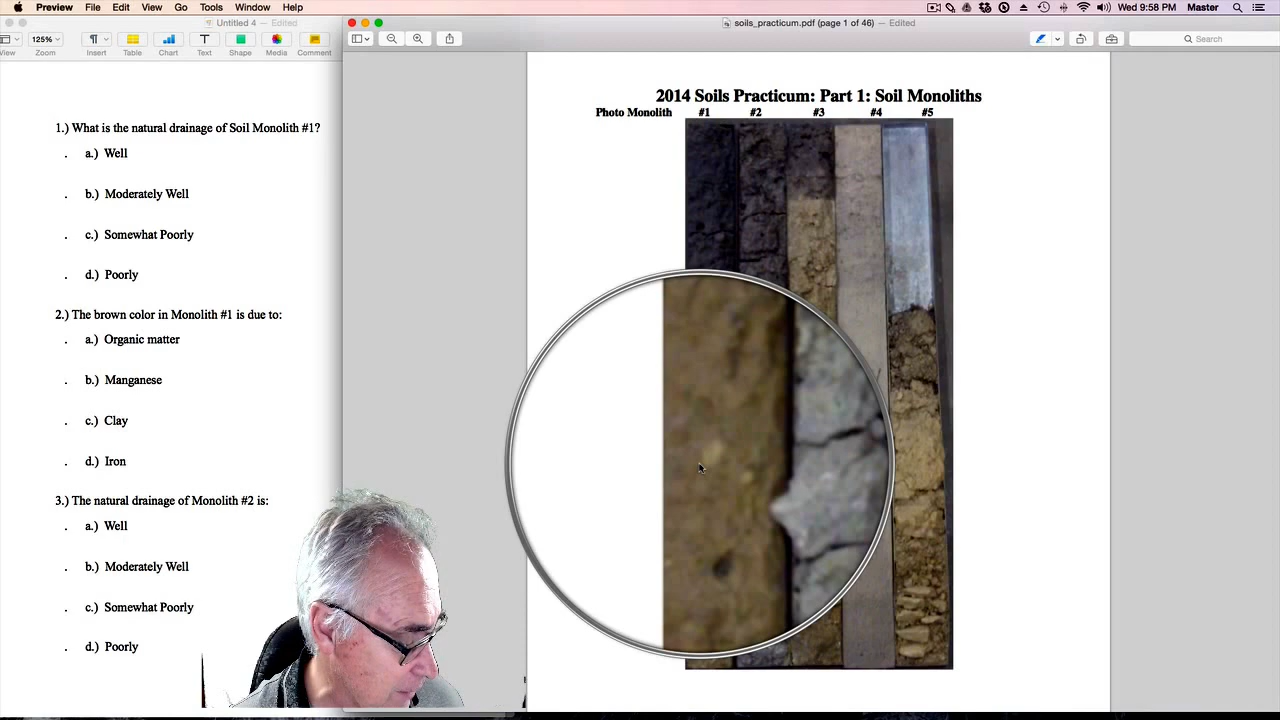 Preview File Edit View Go Tools Window Help
Wed 9:58 PM Master
Untitled 4 — Edited
soils_practicum.pdf (page 1 of 46) — Edited
125%
View Zoom Insert Table Chart Text Shape Media Comment
Search
1.) What is the natural drainage of Soil Monolith #1?
. a.) Well
. b.) Moderately Well
. c.) Somewhat Poorly
. d.) Poorly
2.) The brown color in Monolith #1 is due to:
. a.) Organic matter
. b.) Manganese
. c.) Clay
. d.) Iron
3.) The natural drainage of Monolith #2 is:
. a.) Well
. b.) Moderately Well
. c.) Somewhat Poorly
. d.) Poorly
2014 Soils Practicum: Part 1: Soil Monoliths
Photo Monolith #1 #2 #3 #4 #5